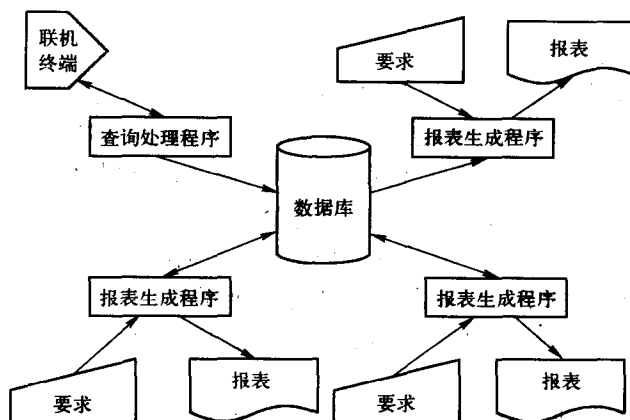 联机
终端
要求
报表
查询处理程序
报表生成程序
数据库
报表生成程序
报表生成程序
报表
报表
要求
要求